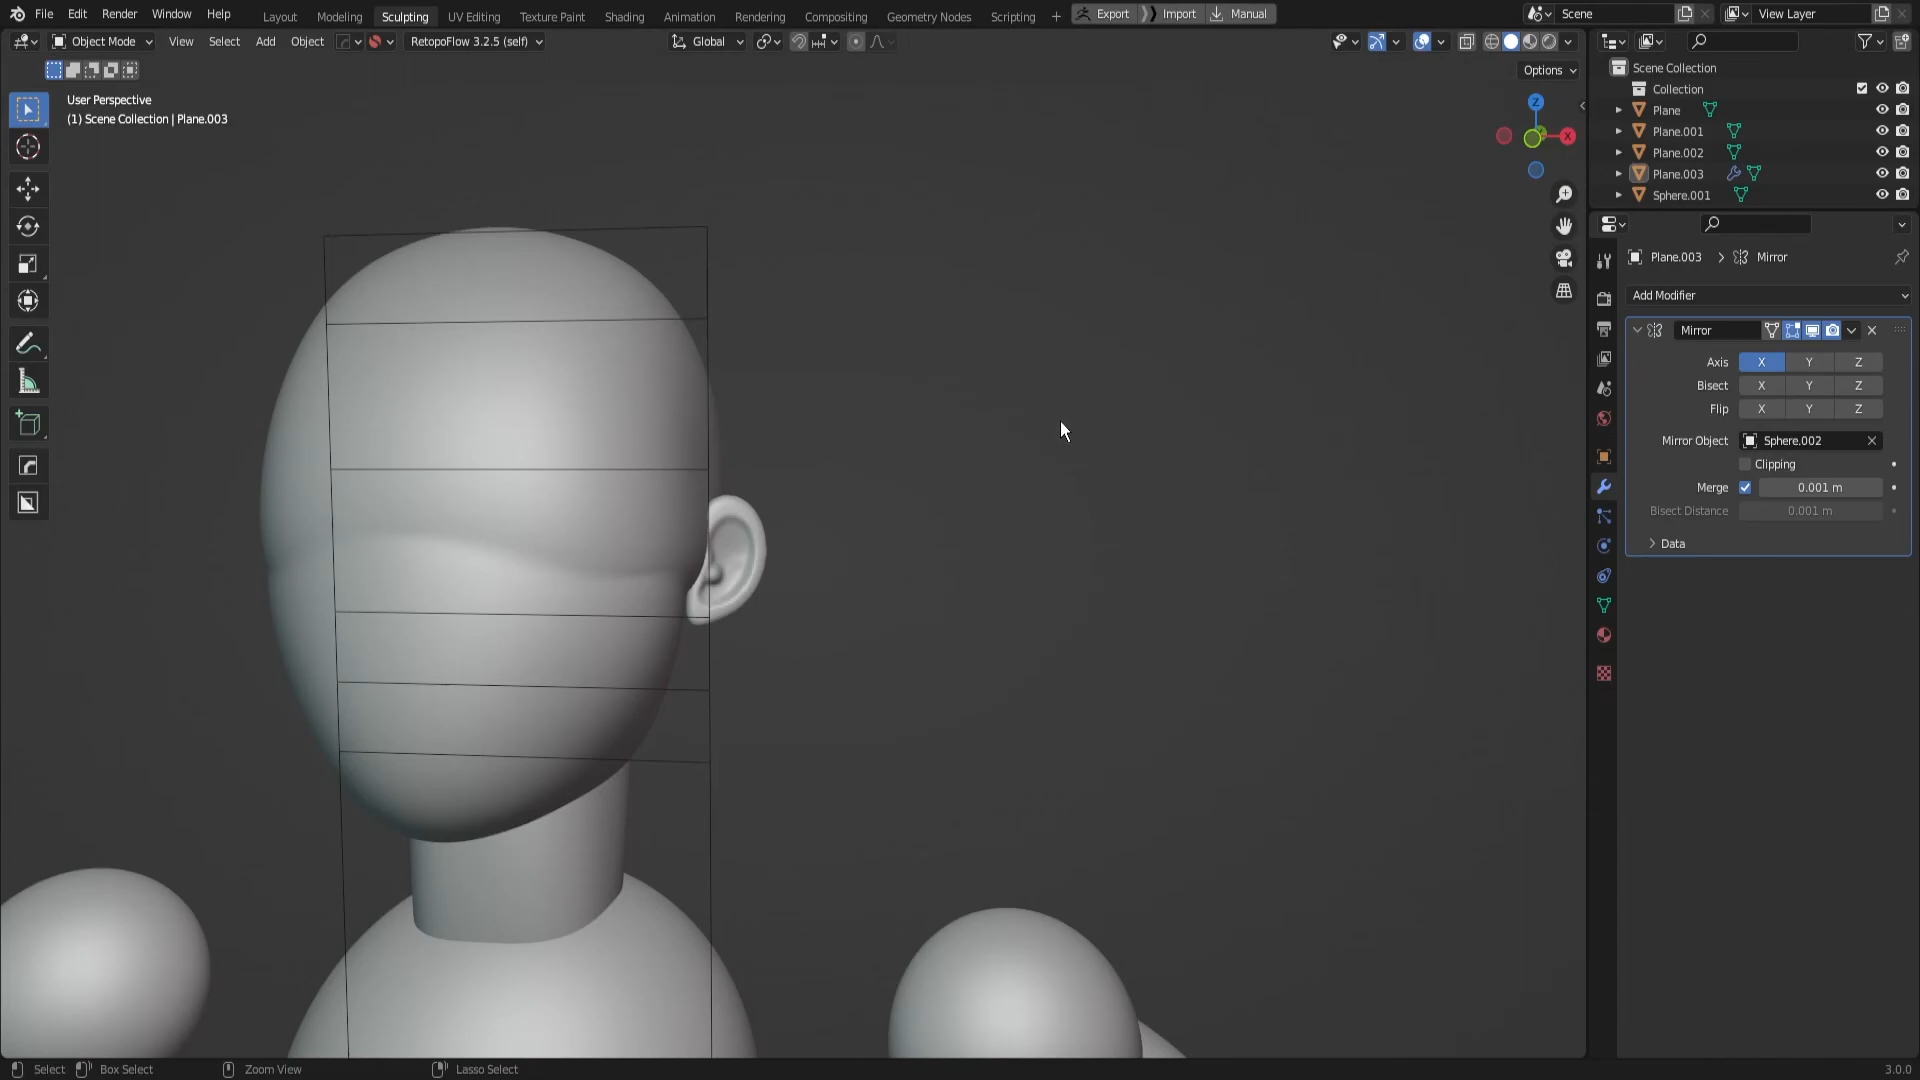 File Edit Render Window Help Layout Modeling Sculpting UV Editing Texture Paint Shading Animation Rendering Compositing Geometry Nodes Scripting + Export Import Manual Scene View Layer
Object Mode View Select Add Object RetopoFlow 3.2.5 (self) Global
Options
User Perspective
(1) Scene Collection | Plane.003
Z
X
Scene Collection
Collection
Plane
Plane.001
Plane.002
Plane.003
Sphere.001
Plane.003 > Mirror
Add Modifier
Mirror
Axis X Y Z
Bisect X Y Z
Flip X Y Z
Mirror Object Sphere.002
Clipping
Merge 0.001 m
Bisect Distance 0.001 m
Data
Select Box Select Zoom View Lasso Select 3.0.0